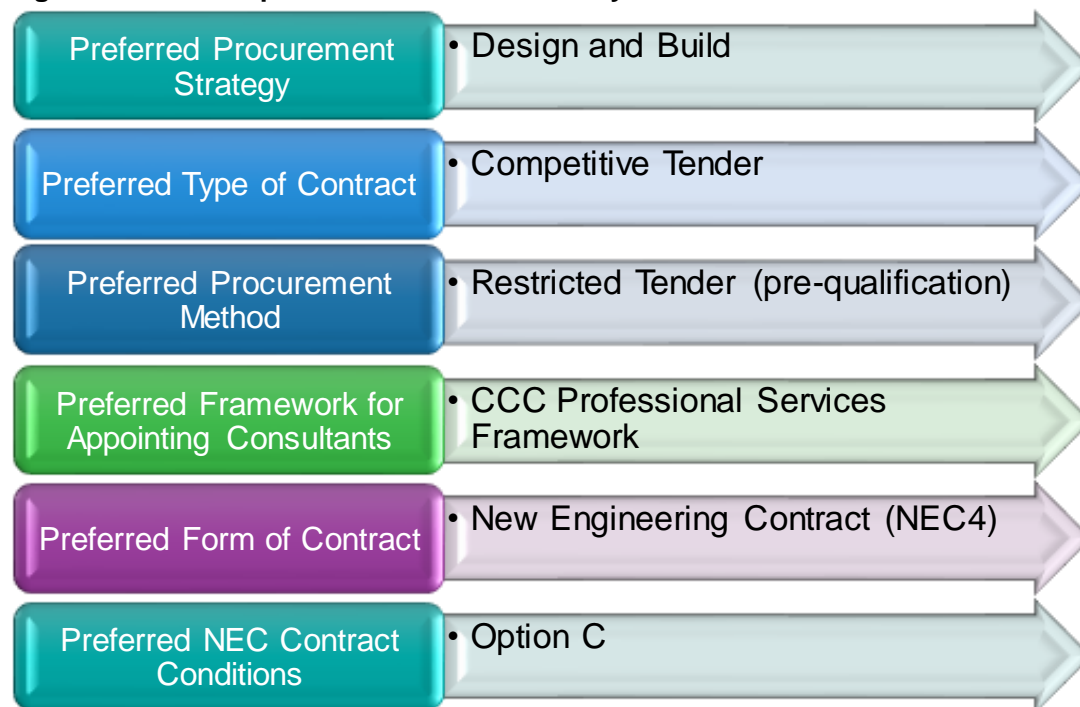 Preferred Procurement
Strategy
• Design and Build
Preferred Type of Contract
• Competitive Tender
Preferred Procurement
Method
• Restricted Tender (pre-qualification)
Preferred Framework for
Appointing Consultants
• CCC Professional Services
Framework
Preferred Form of Contract
• New Engineering Contract (NEC4)
Preferred NEC Contract
Conditions
• Option C